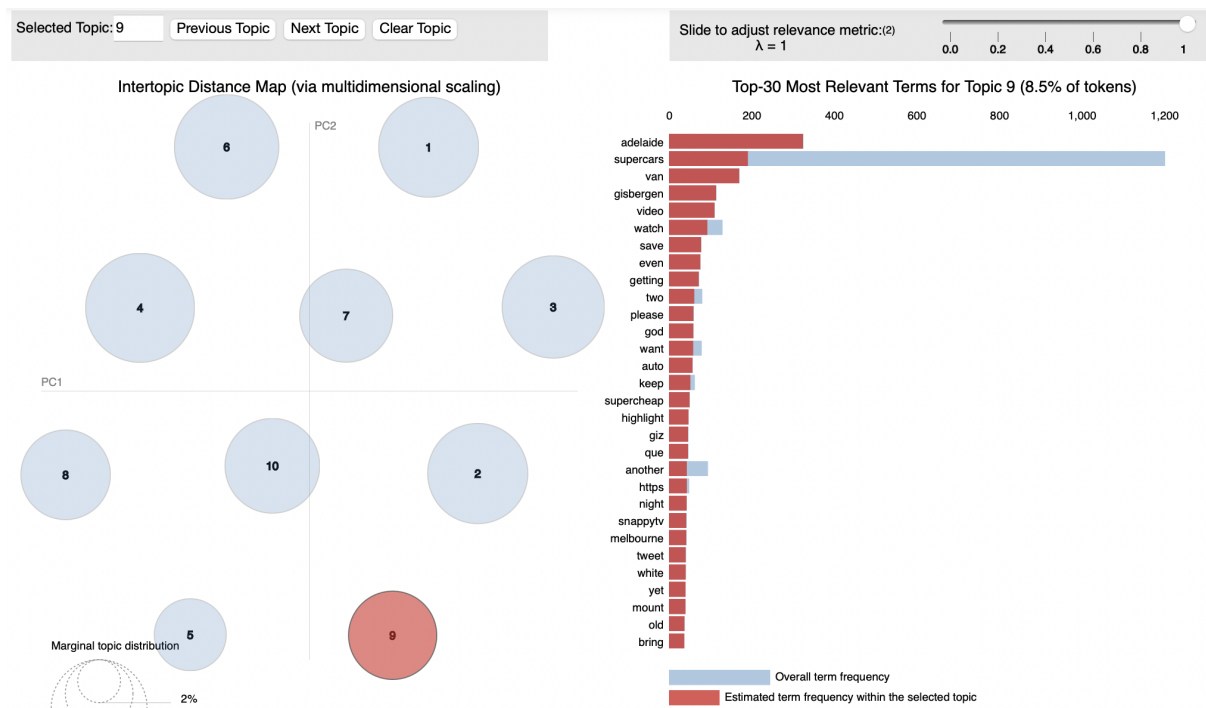 Selected Topic: 9 Previous Topic Next Topic Clear Topic
Slide to adjust relevance metric:(2)
λ = 1
0.0 0.2 0.4 0.6 0.8 1
Intertopic Distance Map (via multidimensional scaling)
PC2
PC1
6
1
4
7
3
8
10
2
5
9
Marginal topic distribution
2%
Top-30 Most Relevant Terms for Topic 9 (8.5% of tokens)
0 200 400 600 800 1,000 1,200
adelaide
supercars
van
gisbergen
video
watch
save
even
getting
two
please
god
want
auto
keep
supercheap
highlight
giz
que
another
https
night
snappytv
melbourne
tweet
white
yet
mount
old
bring
Overall term frequency
Estimated term frequency within the selected topic